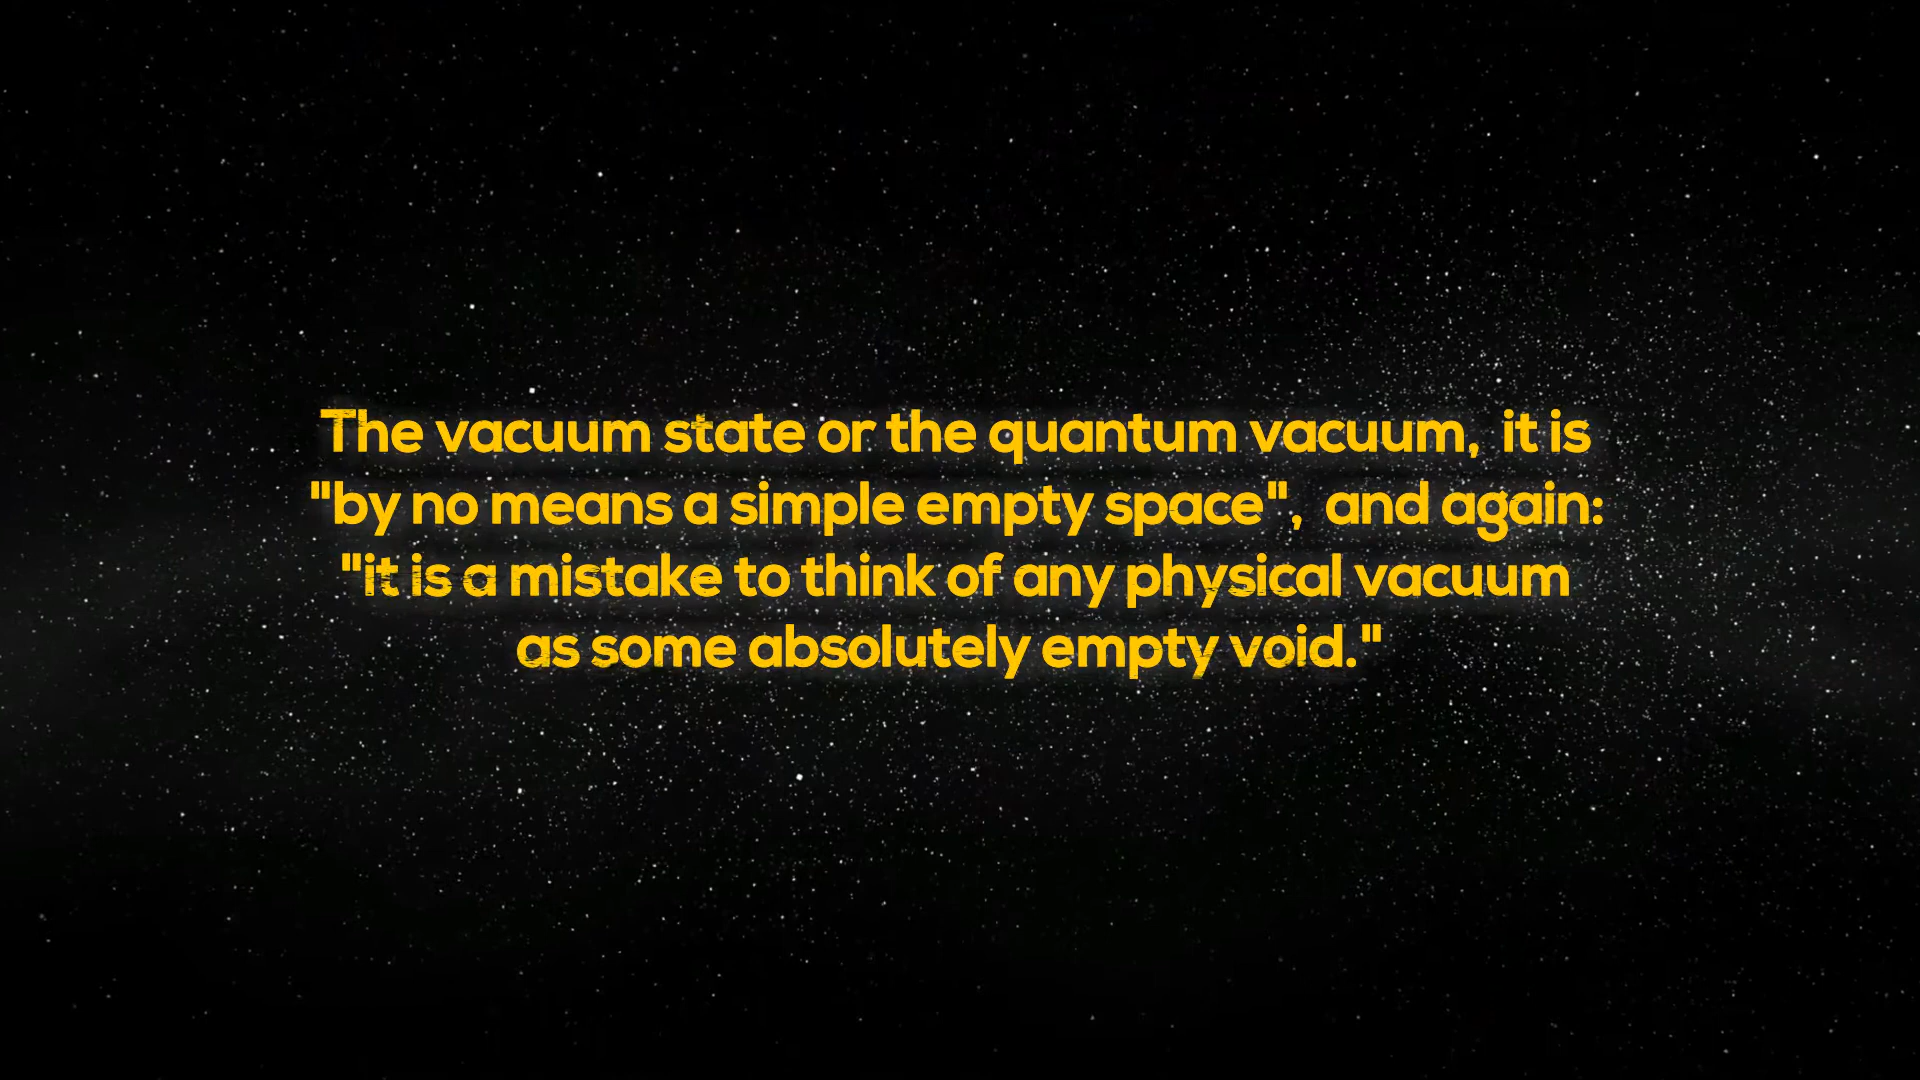 The vacuum state or the quantum vacuum,  it is
"by no means a simple empty space",  and again:
"it is a mistake to think of any physical vacuum
as some absolutely empty void."